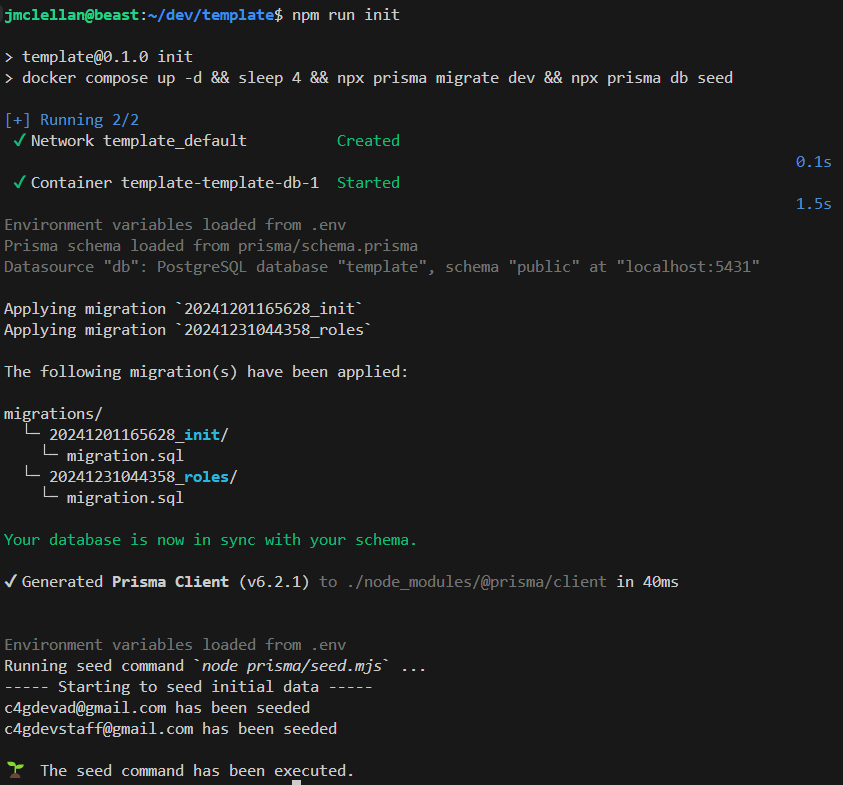 jmclellan@beast:~/dev/template$ npm run init
> template@0.1.0 init
> docker compose up -d && sleep 4 && npx prisma migrate dev && npx prisma db seed
[+] Running 2/2
✓ Network template_default Created
0.1s
✓ Container template-template-db-1 Started
1.5s
Environment variables loaded from .env
Prisma schema loaded from prisma/schema.prisma
Datasource "db": PostgreSQL database "template", schema "public" at "localhost:5431"
Applying migration `20241201165628_init`
Applying migration `20241231044358_roles`
The following migration(s) have been applied:
migrations/
└─ 20241201165628_init/
└─ migration.sql
└─ 20241231044358_roles/
└─ migration.sql
Your database is now in sync with your schema.
✓ Generated Prisma Client (v6.2.1) to ./node_modules/@prisma/client in 40ms
Environment variables loaded from .env
Running seed command `node prisma/seed.mjs` ...
----- Starting to seed initial data -----
c4gdevad@gmail.com has been seeded
c4gdevstaff@gmail.com has been seeded
🌱 The seed command has been executed.